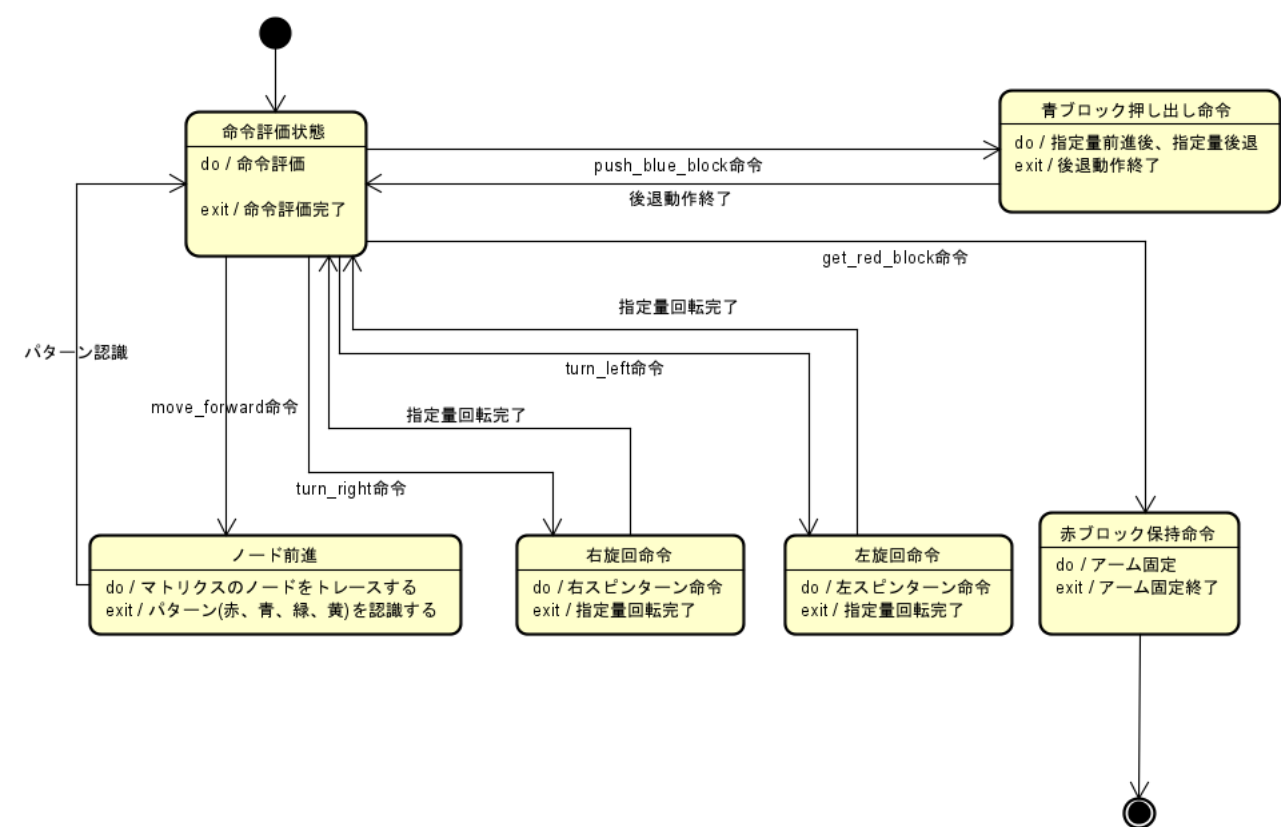 命令評価状態
do / 命令評価
exit / 命令評価完了
青ブロック押し出し命令
do / 指定量前進後、指定量後退
exit / 後退動作終了
push_blue_block命令
後退動作終了
get_red_block命令
指定量回転完了
パターン認識
turn_left命令
move_forward命令
指定量回転完了
turn_right命令
ノード前進
do / マトリクスのノードをトレースする
exit / パターン(赤、青、緑、黄)を認識する
右旋回命令
do / 右スピンターン命令
exit / 指定量回転完了
左旋回命令
do / 左スピンターン命令
exit / 指定量回転完了
赤ブロック保持命令
do / アーム固定
exit / アーム固定終了